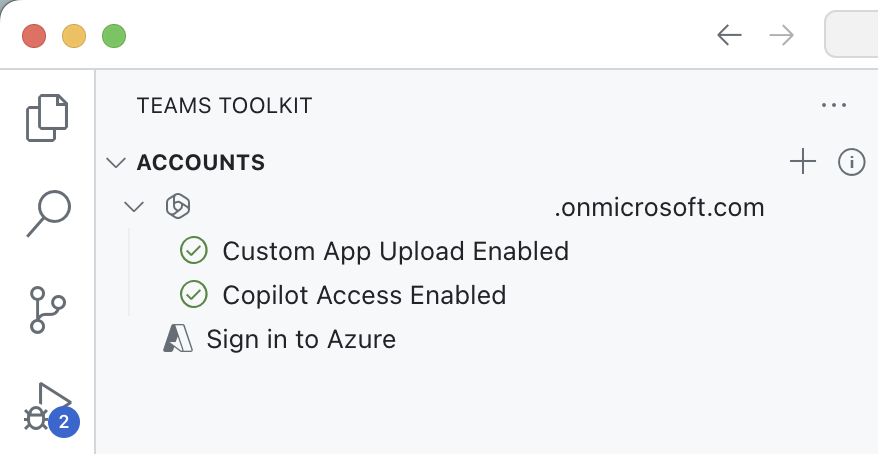 TEAMS TOOLKIT
ACCOUNTS
.onmicrosoft.com
Custom App Upload Enabled
Copilot Access Enabled
Sign in to Azure
2